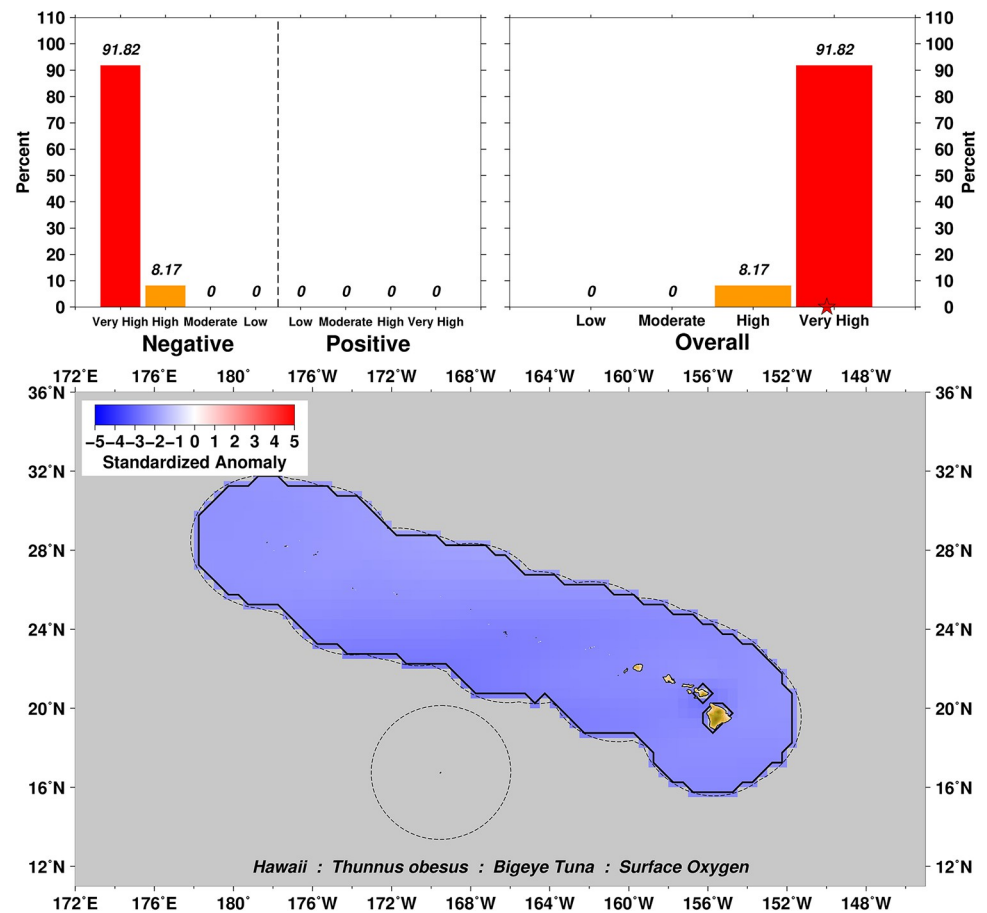 110 110
100 100
90 90
80 80
70 70
60 60
50 50
40 40
30 30
20 20
10 10
0 0
Percent
Percent
91.82 91.82
8.17 0 0 0 0 0 0 0 0 8.17
Very High High Moderate Low Low Moderate High Very High
Low Moderate High Very High
Negative Positive Overall
172°E 176°E 180° 176°W 172°W 168°W 164°W 160°W 156°W 152°W 148°W
36°N 36°N
−5−4−3−2−1 0 1 2 3 4 5
Standardized Anomaly
32°N 32°N
28°N 28°N
24°N 24°N
20°N 20°N
16°N 16°N
12°N 12°N
Hawaii : Thunnus obesus : Bigeye Tuna : Surface Oxygen
172°E 176°E 180° 176°W 172°W 168°W 164°W 160°W 156°W 152°W 148°W